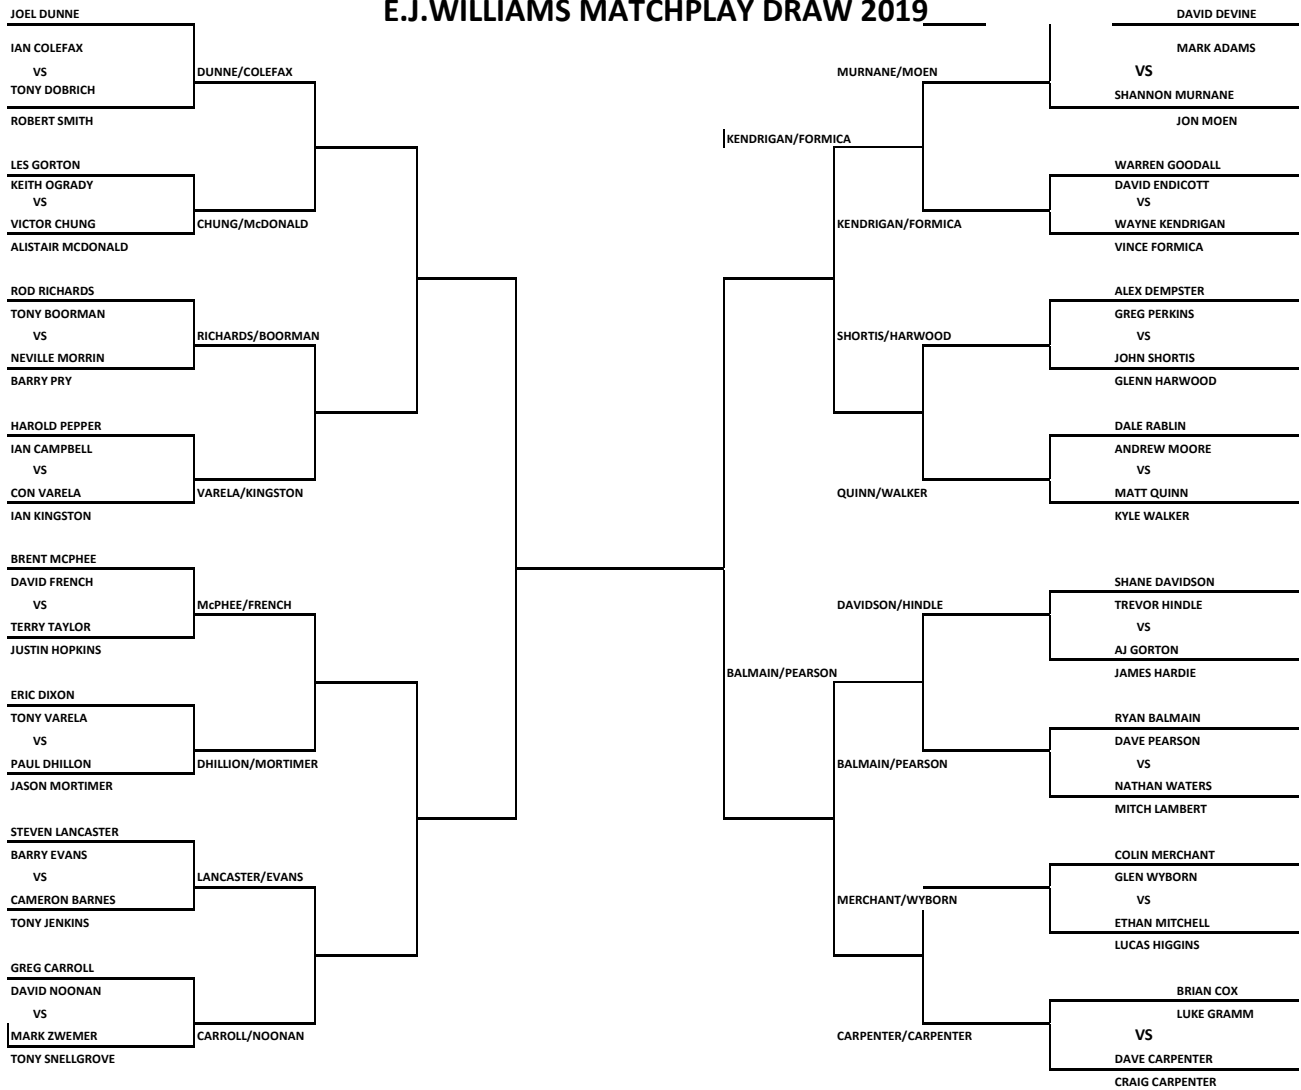 E.J.WILLIAMS MATCHPLAY DRAW 2019
JOEL DUNNE
IAN COLEFAX
VS
DUNNE/COLEFAX
TONY DOBRICH
ROBERT SMITH
LES GORTON
KEITH OGRADY
VS
VICTOR CHUNG
CHUNG/McDONALD
ALISTAIR MCDONALD
ROD RICHARDS
TONY BOORMAN
VS
RICHARDS/BOORMAN
NEVILLE MORRIN
BARRY PRY
HAROLD PEPPER
IAN CAMPBELL
VS
CON VARELA
VARELA/KINGSTON
IAN KINGSTON
BRENT MCPHEE
DAVID FRENCH
VS
McPHEE/FRENCH
TERRY TAYLOR
JUSTIN HOPKINS
ERIC DIXON
TONY VARELA
VS
PAUL DHILLON
DHILLION/MORTIMER
JASON MORTIMER
STEVEN LANCASTER
BARRY EVANS
VS
LANCASTER/EVANS
CAMERON BARNES
TONY JENKINS
GREG CARROLL
DAVID NOONAN
VS
MARK ZWEMER
CARROLL/NOONAN
TONY SNELLGROVE
DAVID DEVINE
MARK ADAMS
MURNANE/MOEN
VS
SHANNON MURNANE
JON MOEN
KENDRIGAN/FORMICA
WARREN GOODALL
DAVID ENDICOTT
VS
KENDRIGAN/FORMICA
WAYNE KENDRIGAN
VINCE FORMICA
ALEX DEMPSTER
GREG PERKINS
SHORTIS/HARWOOD
VS
JOHN SHORTIS
GLENN HARWOOD
DALE RABLIN
ANDREW MOORE
VS
QUINN/WALKER
MATT QUINN
KYLE WALKER
SHANE DAVIDSON
DAVIDSON/HINDLE
TREVOR HINDLE
VS
AJ GORTON
BALMAIN/PEARSON
JAMES HARDIE
RYAN BALMAIN
DAVE PEARSON
BALMAIN/PEARSON
VS
NATHAN WATERS
MITCH LAMBERT
COLIN MERCHANT
GLEN WYBORN
MERCHANT/WYBORN
VS
ETHAN MITCHELL
LUCAS HIGGINS
BRIAN COX
LUKE GRAMM
CARPENTER/CARPENTER
VS
DAVE CARPENTER
CRAIG CARPENTER